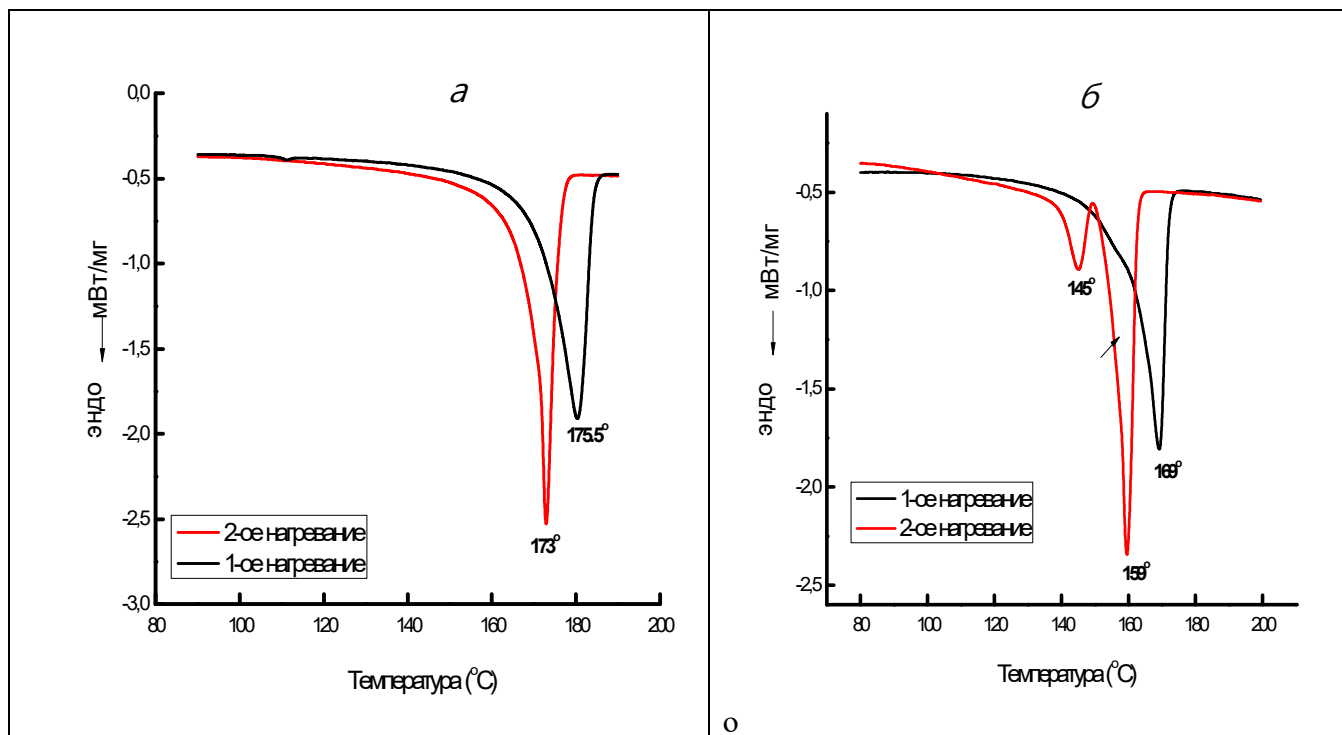 а
0,0
-0,5
-1,0
-1,5
-2,0
-2,5
-3,0
эндо
мВт/мг
175.5°
173°
2-ое нагревание
1-ое нагревание
80 100 120 140 160 180 200
Температура (°C)
б
-0,5
-1,0
-1,5
-2,0
-2,5
эндо
мВт/мг
145°
169°
159°
1-ое нагревание
2-ое нагревание
80 100 120 140 160 180 200
Температура (°C)
о